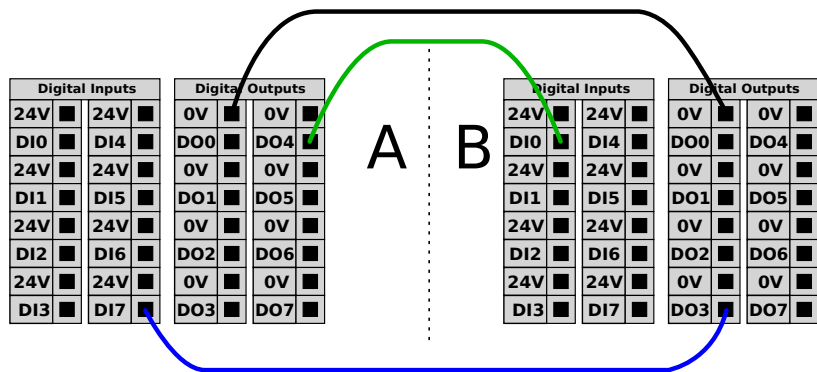 Digital Inputs Digital Outputs Digital Inputs Digital Outputs
24V 24V 0V 0V 24V 24V 0V 0V
DI0 DI4 DO0 DO4 A B DI0 DI4 DO0 DO4
24V 24V 0V 0V 24V 24V 0V 0V
DI1 DI5 DO1 DO5 DI1 DI5 DO1 DO5
24V 24V 0V 0V 24V 24V 0V 0V
DI2 DI6 DO2 DO6 DI2 DI6 DO2 DO6
24V 24V 0V 0V 24V 24V 0V 0V
DI3 DI7 DO3 DO7 DI3 DI7 DO3 DO7